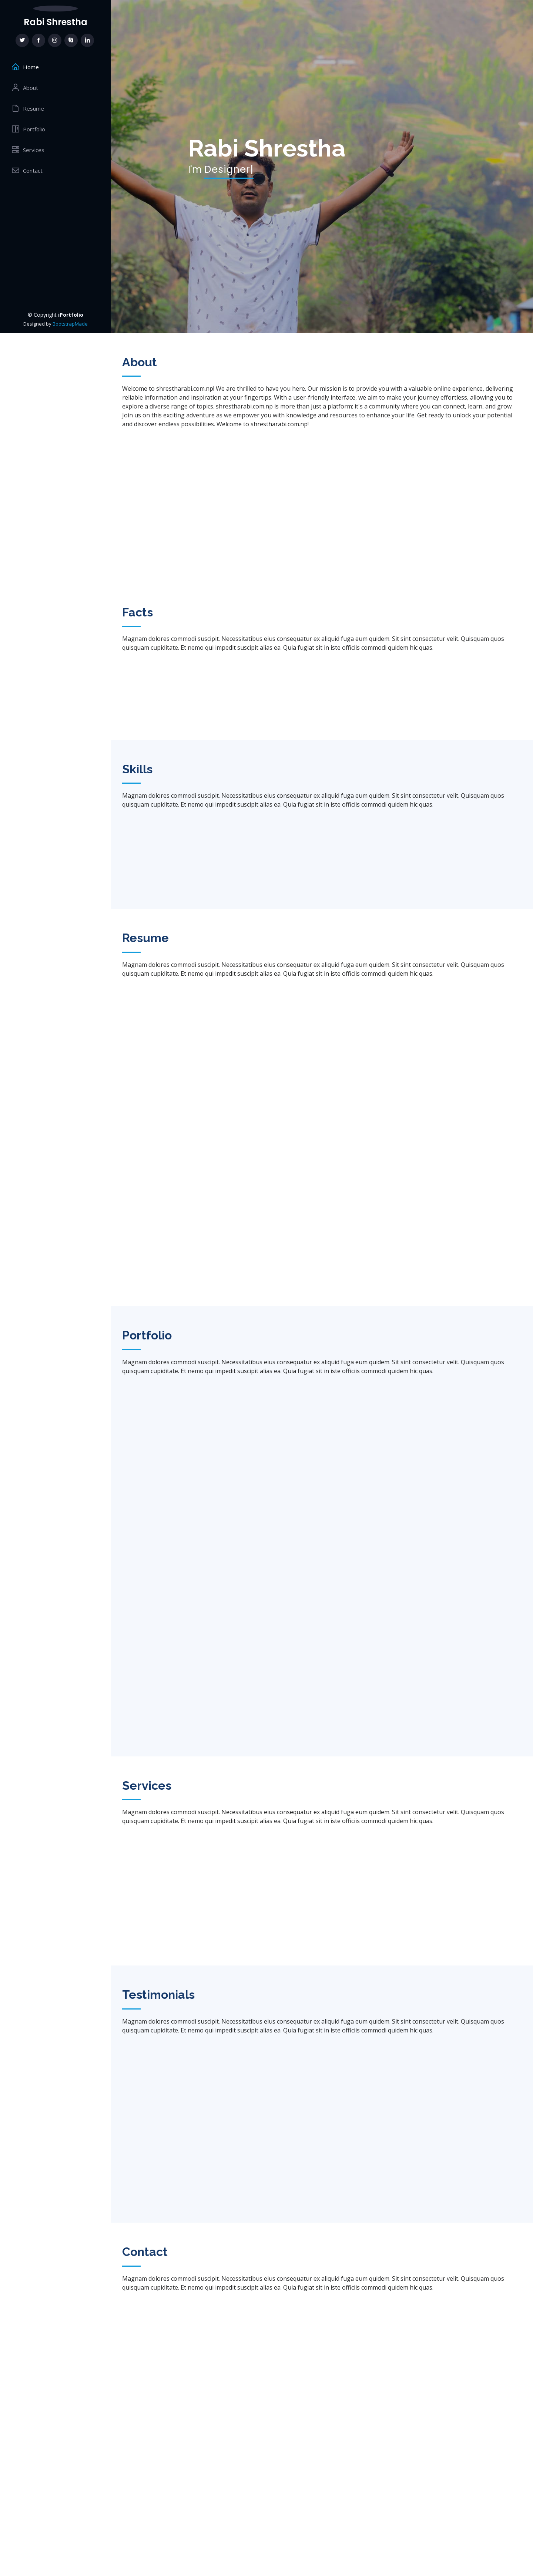 Rabi Shrestha
Home
About
Resume
Portfolio
Services
Contact
© Copyright iPortfolio
Designed by BootstrapMade
Rabi Shrestha
I'm Designer|
About
Welcome to shrestharabi.com.np! We are thrilled to have you here. Our mission is to provide you with a valuable online experience, delivering
reliable information and inspiration at your fingertips. With a user-friendly interface, we aim to make your journey effortless, allowing you to
explore a diverse range of topics. shrestharabi.com.np is more than just a platform; it's a community where you can connect, learn, and grow.
Join us on this exciting adventure as we empower you with knowledge and resources to enhance your life. Get ready to unlock your potential
and discover endless possibilities. Welcome to shrestharabi.com.np!
Facts
Magnam dolores commodi suscipit. Necessitatibus eius consequatur ex aliquid fuga eum quidem. Sit sint consectetur velit. Quisquam quos
quisquam cupiditate. Et nemo qui impedit suscipit alias ea. Quia fugiat sit in iste officiis commodi quidem hic quas.
Skills
Magnam dolores commodi suscipit. Necessitatibus eius consequatur ex aliquid fuga eum quidem. Sit sint consectetur velit. Quisquam quos
quisquam cupiditate. Et nemo qui impedit suscipit alias ea. Quia fugiat sit in iste officiis commodi quidem hic quas.
Resume
Magnam dolores commodi suscipit. Necessitatibus eius consequatur ex aliquid fuga eum quidem. Sit sint consectetur velit. Quisquam quos
quisquam cupiditate. Et nemo qui impedit suscipit alias ea. Quia fugiat sit in iste officiis commodi quidem hic quas.
Portfolio
Magnam dolores commodi suscipit. Necessitatibus eius consequatur ex aliquid fuga eum quidem. Sit sint consectetur velit. Quisquam quos
quisquam cupiditate. Et nemo qui impedit suscipit alias ea. Quia fugiat sit in iste officiis commodi quidem hic quas.
Services
Magnam dolores commodi suscipit. Necessitatibus eius consequatur ex aliquid fuga eum quidem. Sit sint consectetur velit. Quisquam quos
quisquam cupiditate. Et nemo qui impedit suscipit alias ea. Quia fugiat sit in iste officiis commodi quidem hic quas.
Testimonials
Magnam dolores commodi suscipit. Necessitatibus eius consequatur ex aliquid fuga eum quidem. Sit sint consectetur velit. Quisquam quos
quisquam cupiditate. Et nemo qui impedit suscipit alias ea. Quia fugiat sit in iste officiis commodi quidem hic quas.
Contact
Magnam dolores commodi suscipit. Necessitatibus eius consequatur ex aliquid fuga eum quidem. Sit sint consectetur velit. Quisquam quos
quisquam cupiditate. Et nemo qui impedit suscipit alias ea. Quia fugiat sit in iste officiis commodi quidem hic quas.